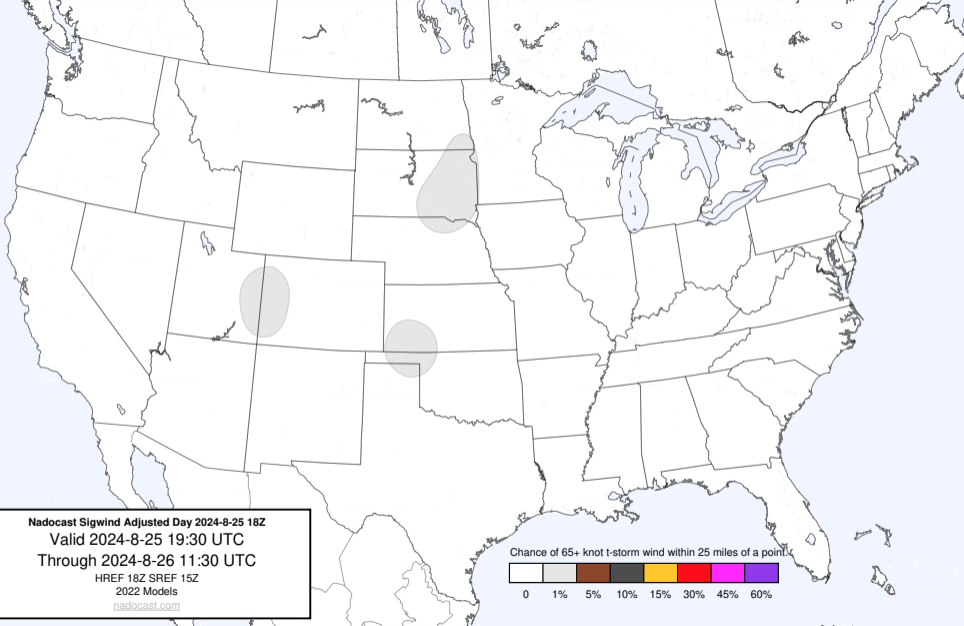 Nadocast Sigwind Adjusted Day 2024-8-25 18Z
Valid 2024-8-25 19:30 UTC
Through 2024-8-26 11:30 UTC
HREF 18Z SREF 15Z
2022 Models
nadocast.com
Chance of 65+ knot t-storm wind within 25 miles of a point.
0 1% 5% 10% 15% 30% 45% 60%